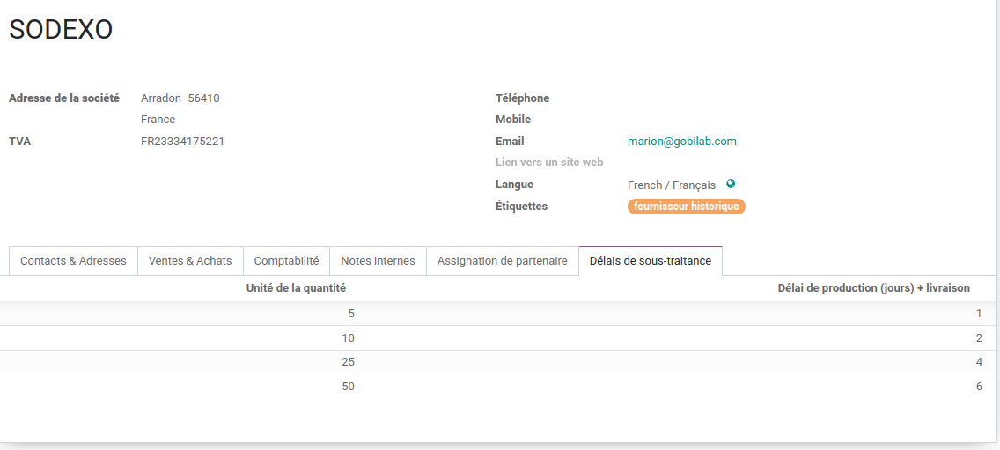 SODEXO
Adresse de la société Arradon 56410
France
TVA FR23334175221
Téléphone
Mobile
Email marion@gobilab.com
Lien vers un site web
Langue French / Français
Étiquettes fournisseur historique
Contacts & Adresses Ventes & Achats Comptabilité Notes internes Assignation de partenaire Délais de sous-traitance
Unité de la quantité Délai de production (jours) + livraison
5 1
10 2
25 4
50 6